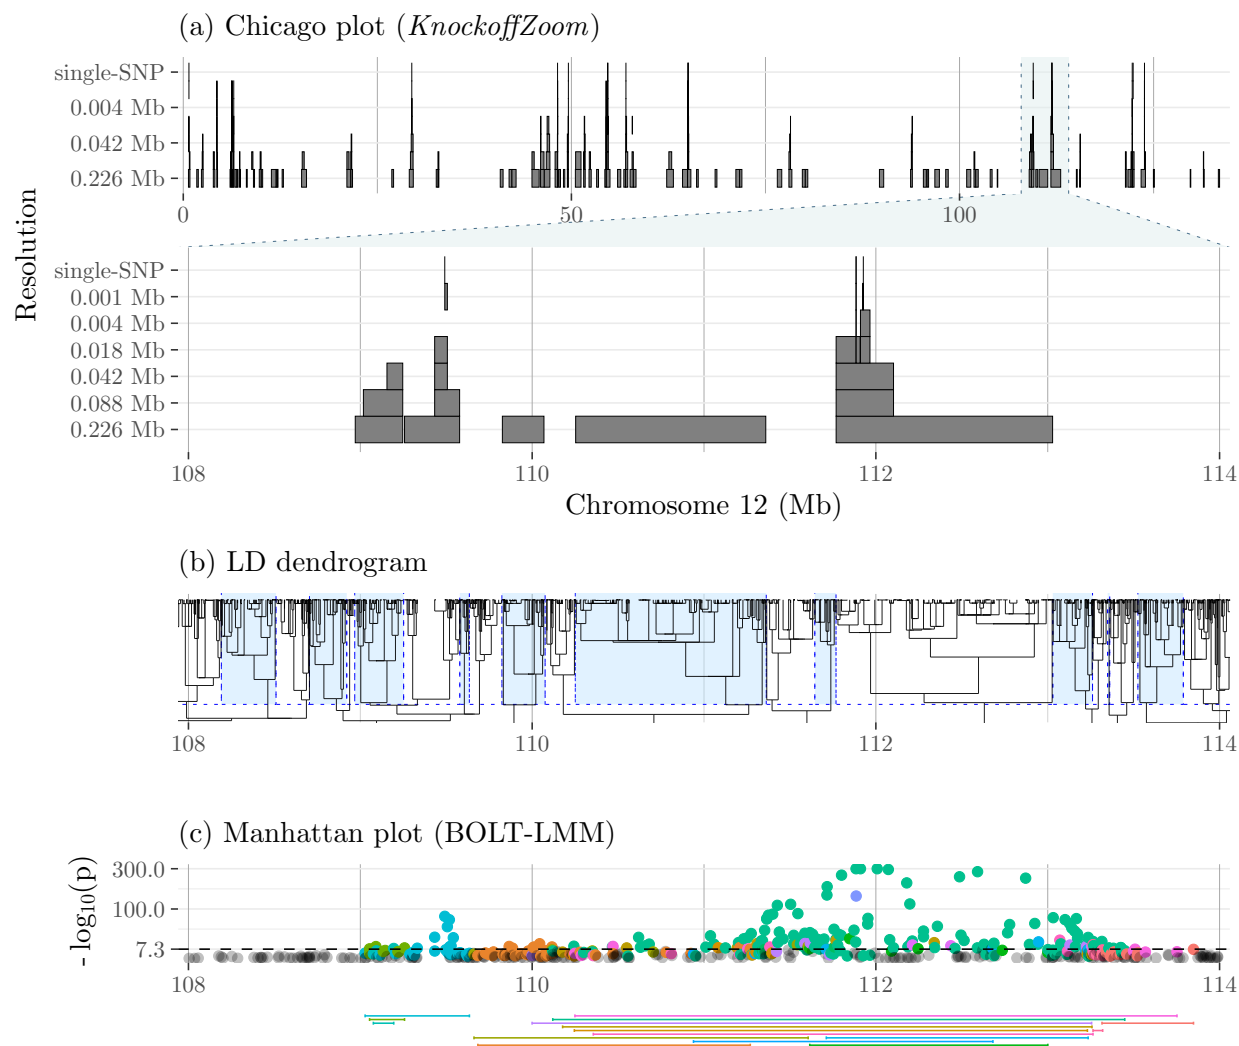 (a) Chicago plot (KnockoffZoom)
single-SNP
0.004 Mb
0.042 Mb
0.226 Mb
0 50 100
Resolution
single-SNP
0.001 Mb
0.004 Mb
0.018 Mb
0.042 Mb
0.088 Mb
0.226 Mb
108 110 112 114
Chromosome 12 (Mb)
(b) LD dendrogram
108 110 112 114
(c) Manhattan plot (BOLT-LMM)
- log10(p)
300.0
100.0
7.3
108 110 112 114